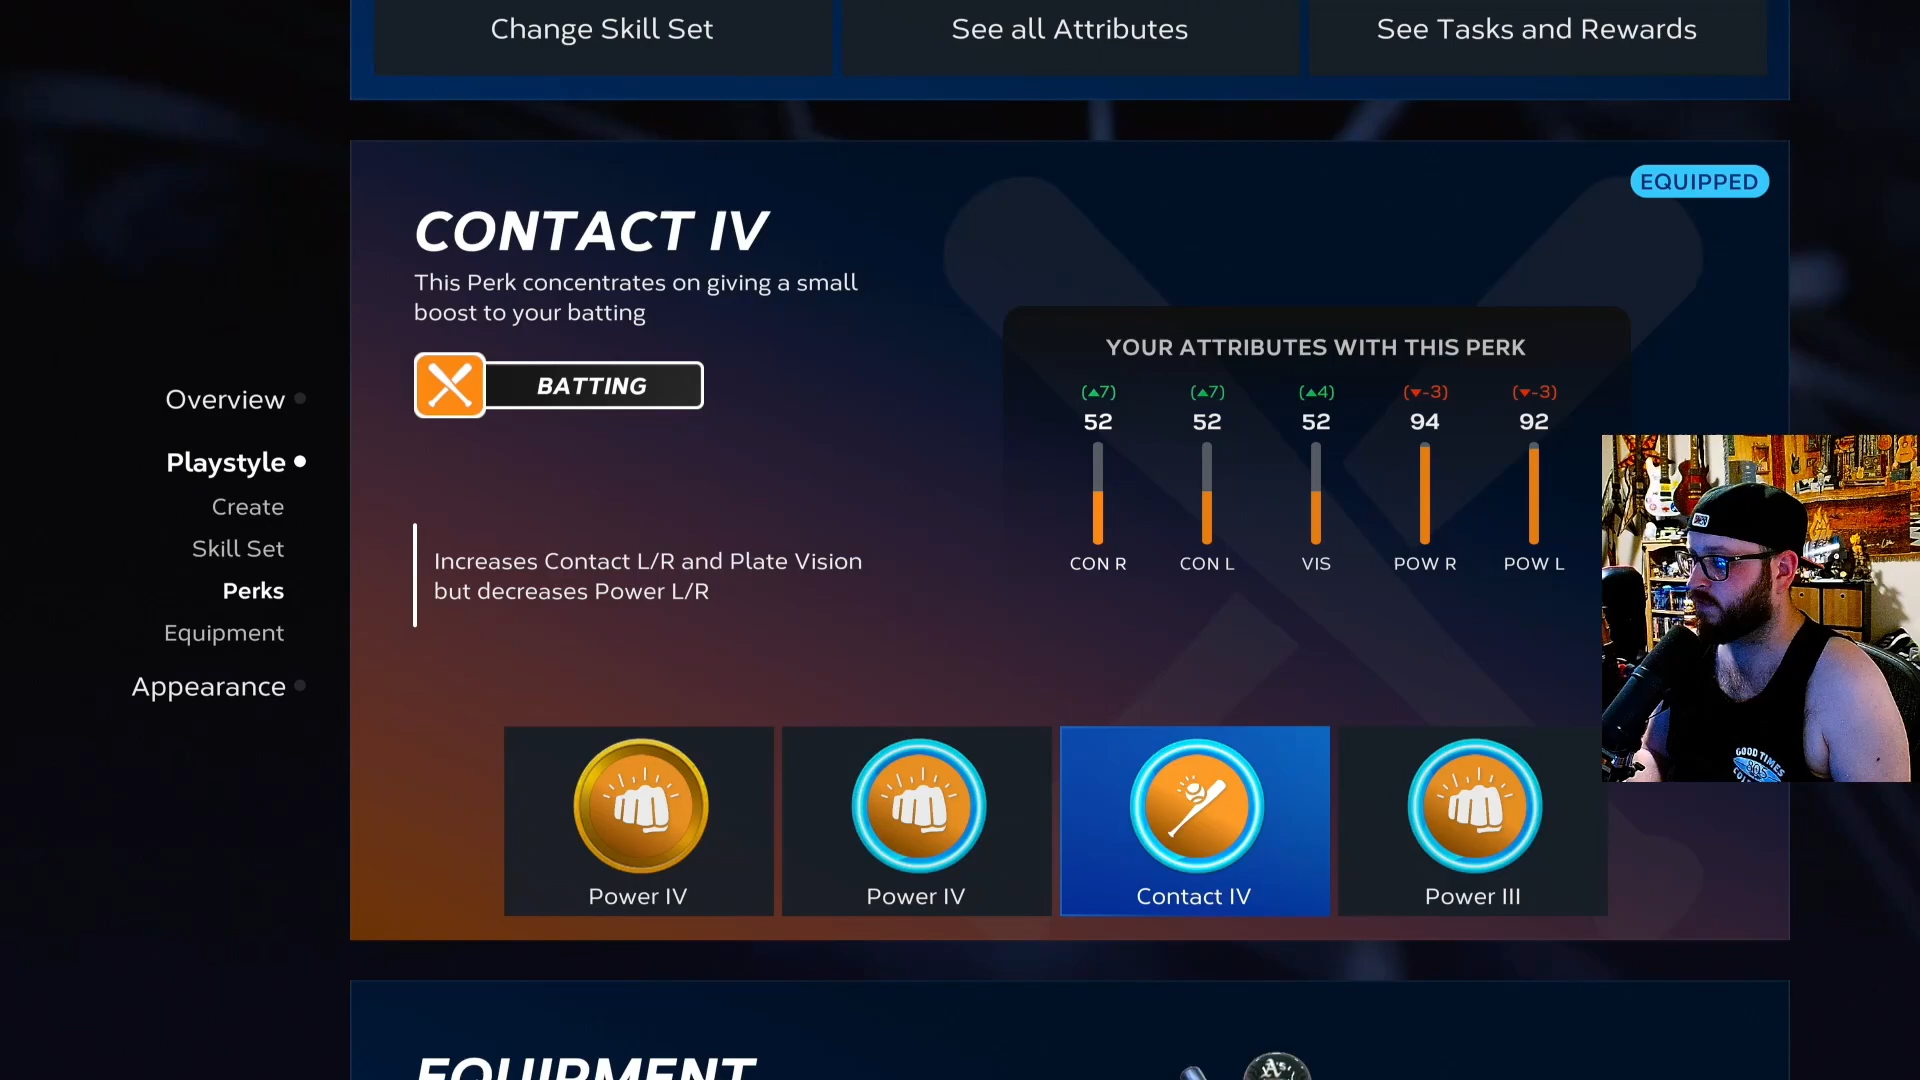 Change Skill Set
See all Attributes
See Tasks and Rewards
EQUIPPED
CONTACT IV
This Perk concentrates on giving a small
boost to your batting
BATTING
Increases Contact L/R and Plate Vision
but decreases Power L/R
YOUR ATTRIBUTES WITH THIS PERK
(▲7) (▲7) (▲4) (▼-3) (▼-3)
52 52 52 94 92
CON R CON L VIS POW R POW L
Overview
Playstyle
Create
Skill Set
Perks
Equipment
Appearance
Power IV
Power IV
Contact IV
Power III
GOOD TIMES
805
EQUIPMENT
A's